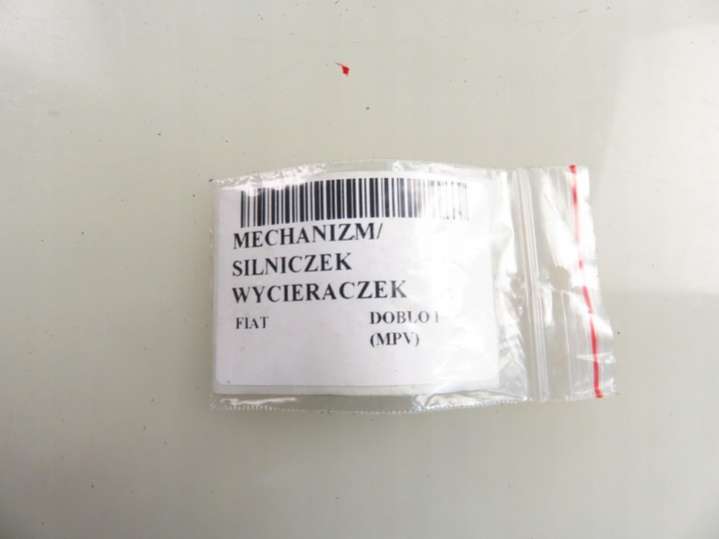 MECHANIZM/
SILNICZEK
WYCIERACZEK
FIAT DOBLO I
(MPV)